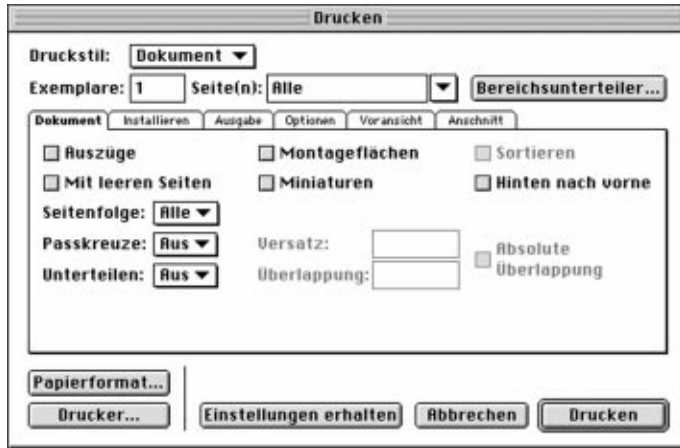 Drucken
Druckstil: Dokument
Exemplare: 1 Seite(n): Alle Bereichsunterteiler...
Dokument Installieren Ausgabe Optionen Voransicht Anschnitt
Auszüge Montageflächen Sortieren
Mit leeren Seiten Miniaturen Hinten nach vorne
Seitenfolge: Alle
Passkreuze: Aus Versatz: Absolute
Unterteilen: Aus Überlappung: Überlappung
Papierformat...
Drucker... Einstellungen erhalten Abbrechen Drucken